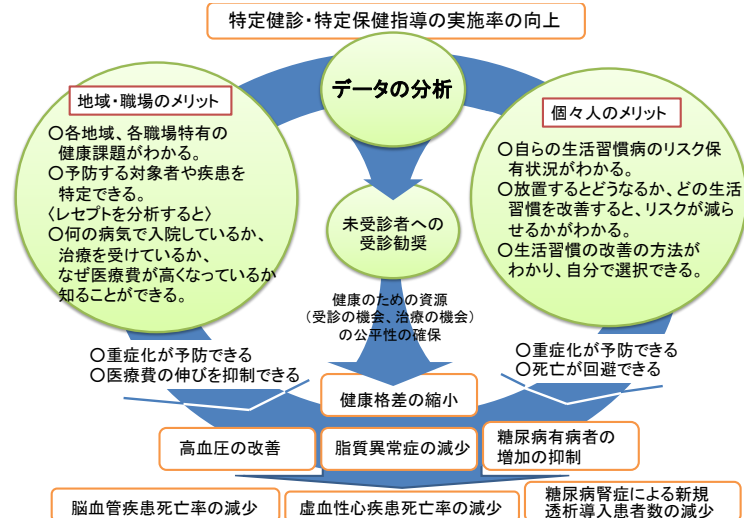 特定健診・特定保健指導の実施率の向上
データの分析
地域・職場のメリット
○各地域、各職場特有の
健康課題がわかる。
○予防する対象者や疾患を
特定できる。
〈レセプトを分析すると〉
○何の病気で入院しているか、
治療を受けているか、
なぜ医療費が高くなっているか
知ることができる。
個々人のメリット
○自らの生活習慣病のリスク保
有状況がわかる。
○放置するとどうなるか、どの生活
習慣を改善すると、リスクが減ら
せるかがわかる。
○生活習慣の改善の方法が
わかり、自分で選択できる。
未受診者への
受診勧奨
健康のための資源
（受診の機会、治療の機会）
の公平性の確保
○重症化が予防できる
○医療費の伸びを抑制できる
○重症化が予防できる
○死亡が回避できる
健康格差の縮小
高血圧の改善
脂質異常症の減少
糖尿病有病者の
増加の抑制
脳血管疾患死亡率の減少
虚血性心疾患死亡率の減少
糖尿病腎症による新規
透析導入患者数の減少